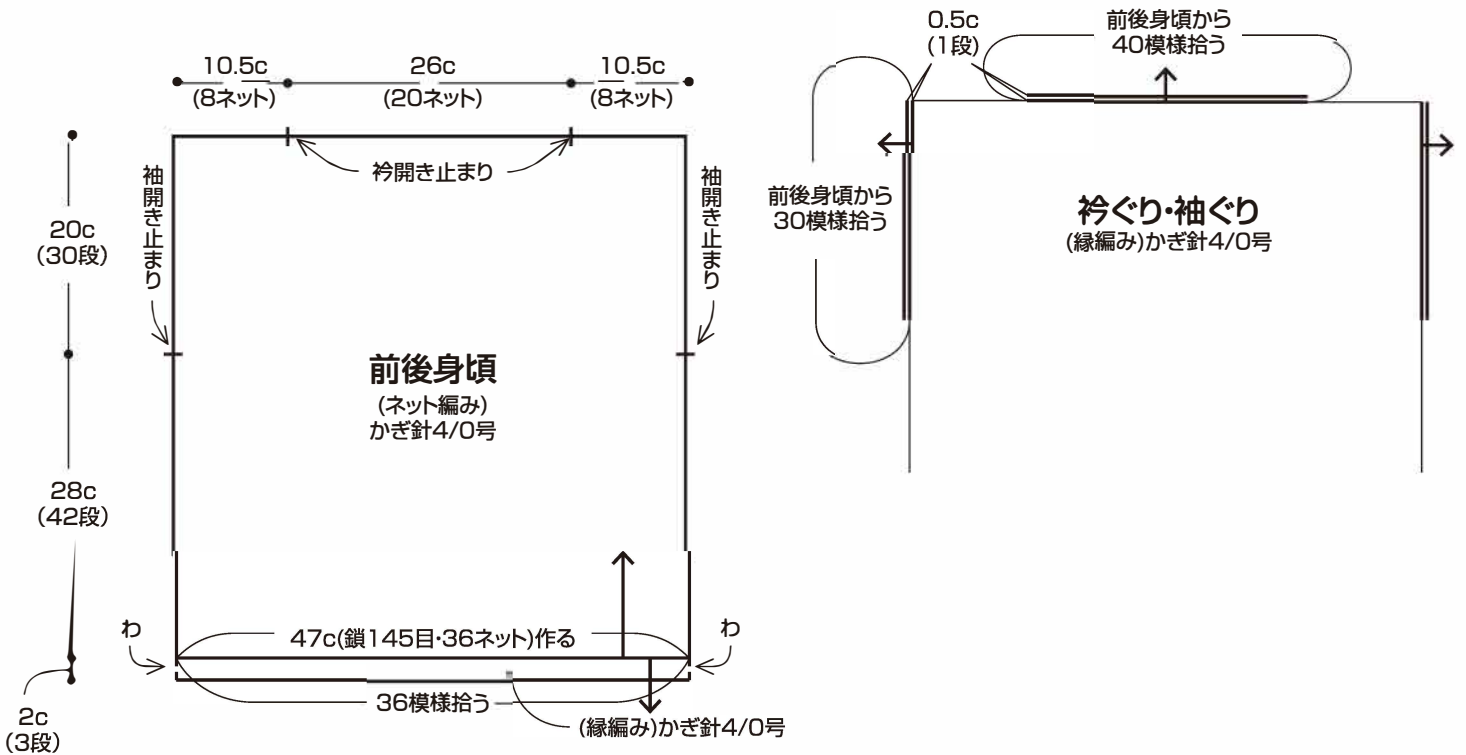 10.5c
(8ネット)
26c
(20ネット)
10.5c
(8ネット)
衿開き止まり
袖開き止まり
袖開き止まり
20c
(30段)
前後身頃
(ネット編み)
かぎ針4/0号
28c
(42段)
わ
47c(鎖145目・36ネット)作る
わ
36模様拾う
2c
(3段)
(縁編み)かぎ針4/0号
0.5c
(1段)
前後身頃から
40模様拾う
前後身頃から
30模様拾う
衿ぐり・袖ぐり
(縁編み)かぎ針4/0号